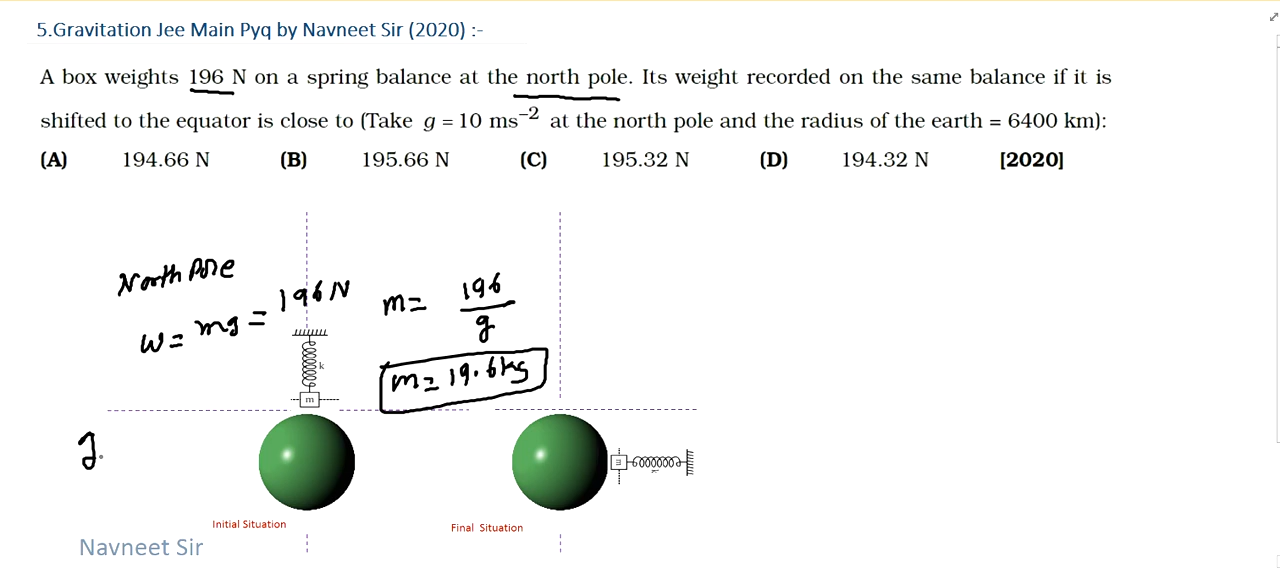 5.Gravitation Jee Main Pyq by Navneet Sir (2020) :-
A box weights 196 N on a spring balance at the north pole. Its weight recorded on the same balance if it is
shifted to the equator is close to (Take g = 10 ms⁻² at the north pole and the radius of the earth = 6400 km):
(A) 194.66 N (B) 195.66 N (C) 195.32 N (D) 194.32 N [2020]
North Pole
w = mg = 196 N
m= 196/g
m= 19.6kg
k
m
m
Initial Situation
Final Situation
Navneet Sir